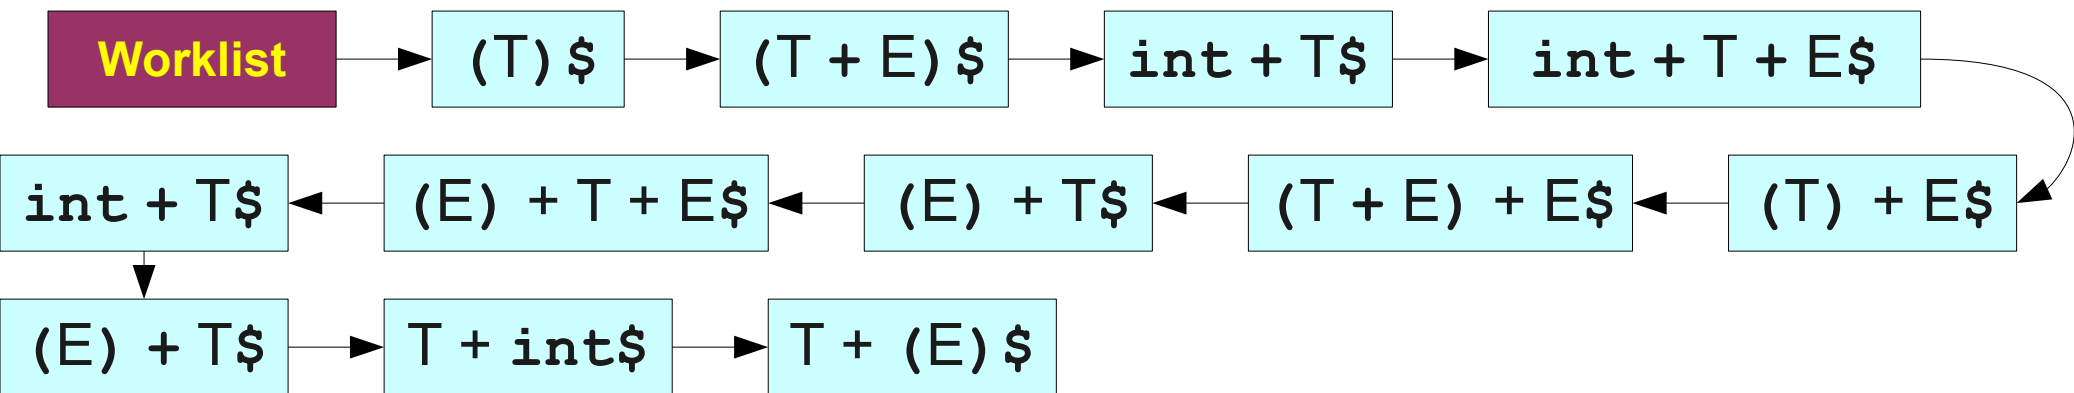 Worklist (T)$ (T + E)$ int + T$ int + T + E$
int + T$ (E) + T + E$ (E) + T$ (T + E) + E$ (T) + E$
(E) + T$ T + int$ T + (E)$